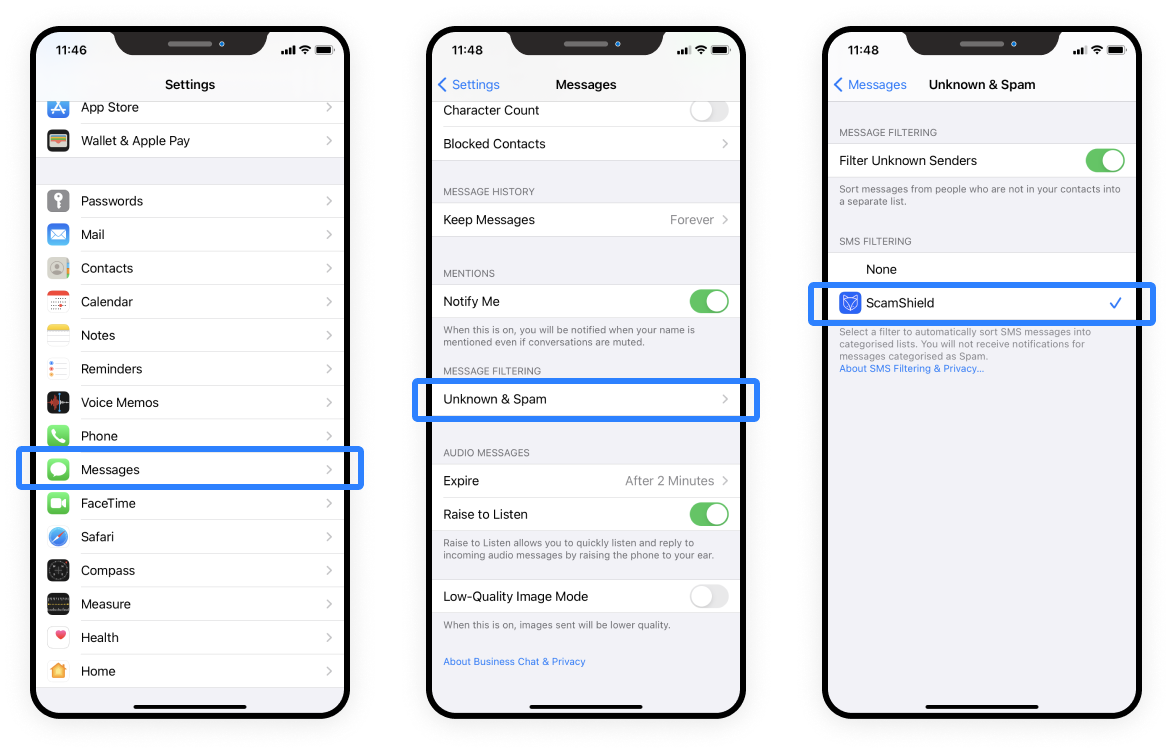 11:46
Settings
App Store
Wallet & Apple Pay
Passwords
Mail
Contacts
Calendar
Notes
Reminders
Voice Memos
Phone
Messages
FaceTime
Safari
Compass
Measure
Health
Home
11:48
Settings
Messages
Character Count
Blocked Contacts
MESSAGE HISTORY
Keep Messages Forever
MENTIONS
Notify Me
When this is on, you will be notified when your name is
mentioned even if conversations are muted.
MESSAGE FILTERING
Unknown & Spam
AUDIO MESSAGES
Expire After 2 Minutes
Raise to Listen
Raise to Listen allows you to quickly listen and reply to
incoming audio messages by raising the phone to your ear.
Low-Quality Image Mode
When this is on, images sent will be lower quality.
About Business Chat & Privacy
11:48
Messages
Unknown & Spam
MESSAGE FILTERING
Filter Unknown Senders
Sort messages from people who are not in your contacts into
a separate list.
SMS FILTERING
None
ScamShield
Select a filter to automatically sort SMS messages into
categorised lists. You will not receive notifications for
messages categorised as Spam.
About SMS Filtering & Privacy...